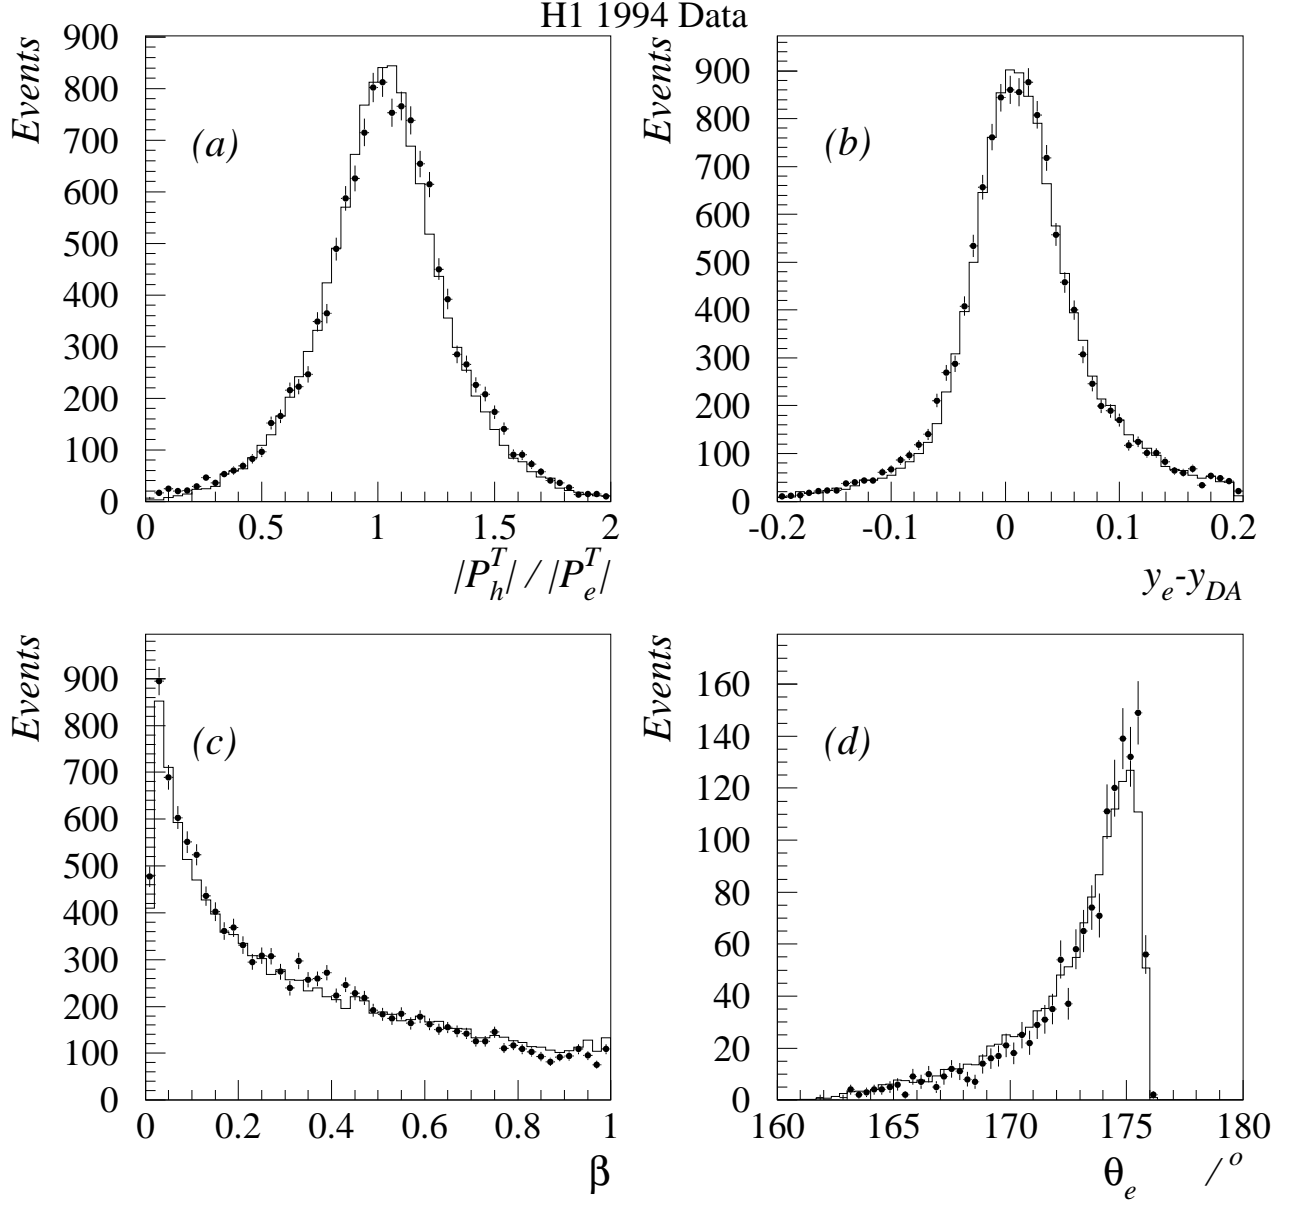 H1 1994 Data
Events
(a)
900
800
700
600
500
400
300
200
100
0
0 0.5 1 1.5 2
|P_h^T| / |P_e^T|
Events
(b)
900
800
700
600
500
400
300
200
100
0
-0.2 -0.1 0 0.1 0.2
y_e-y_DA
Events
(c)
900
800
700
600
500
400
300
200
100
0
0 0.2 0.4 0.6 0.8 1
β
Events
(d)
160
140
120
100
80
60
40
20
0
160 165 170 175 180
θ_e /°